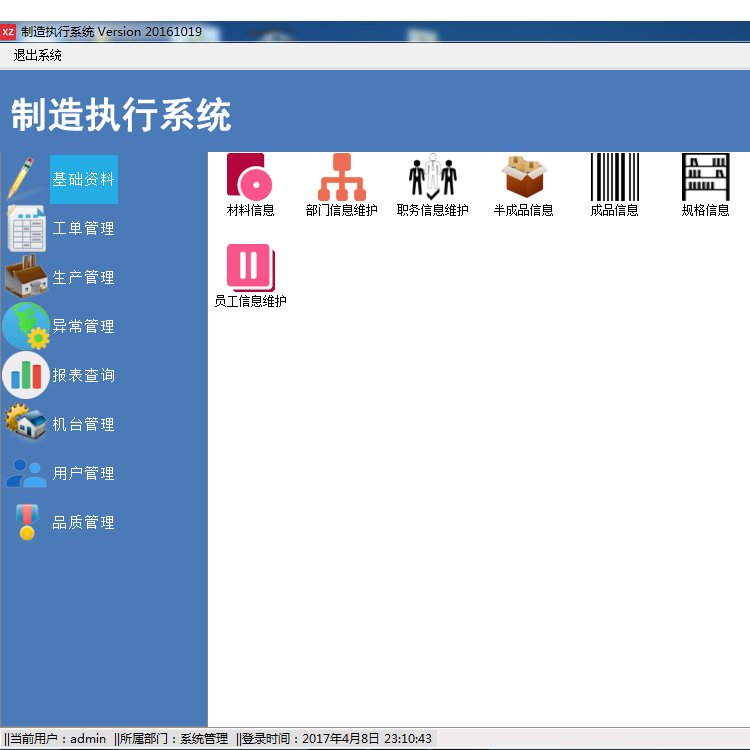 XZ 制造执行系统 Version 20161019
退出系统
制造执行系统
基础资料
工单管理
生产管理
异常管理
报表查询
机台管理
用户管理
品质管理
材料信息 部门信息维护 职务信息维护 半成品信息 成品信息 规格信息
员工信息维护
||当前用户：admin ||所属部门：系统管理 ||登录时间：2017年4月8日 23:10:43